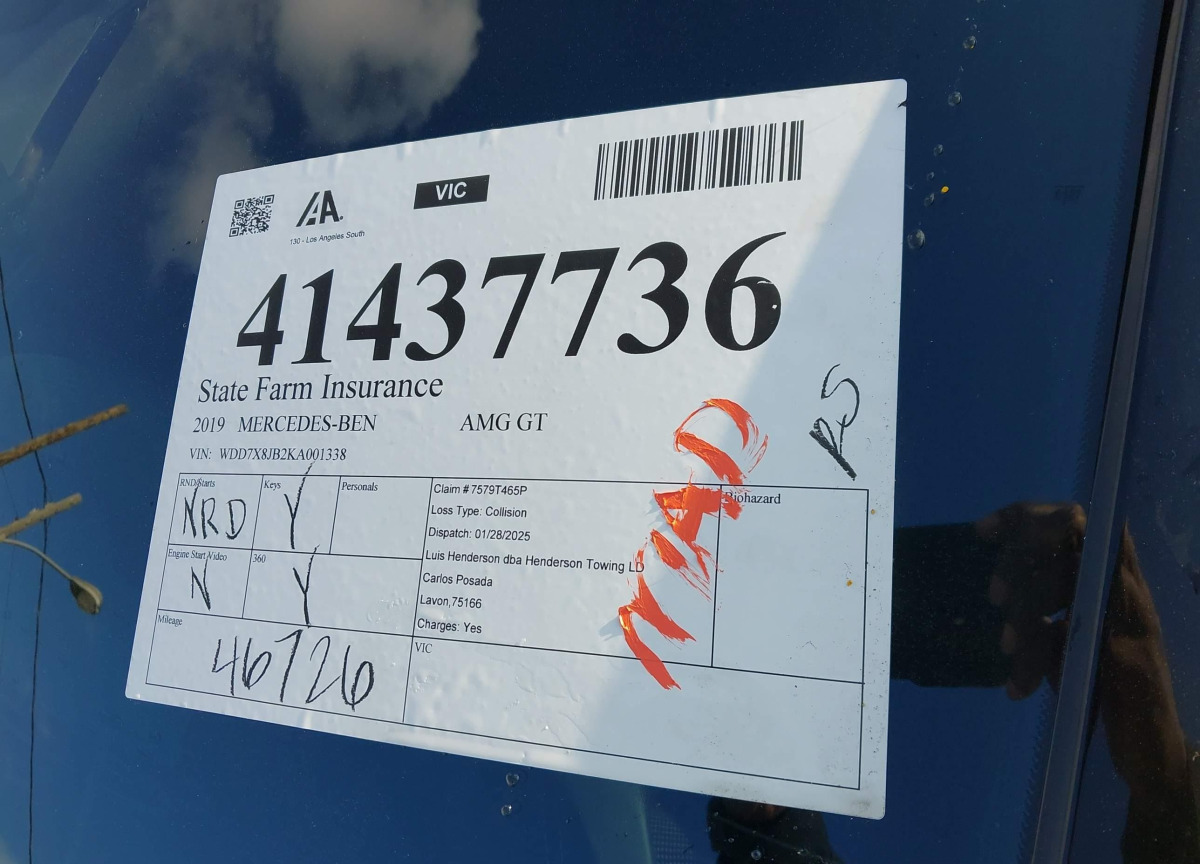 IAA
VIC
130 - Los Angeles South
41437736
State Farm Insurance
2019 MERCEDES-BEN AMG GT
VIN: WDD7X8JB2KA001338
RS
RND/Starts
NRD
Keys
Y
Personals
Engine Start Video
N
360
Y
Mileage
46726
Claim # 7579T465P
Loss Type: Collision
Dispatch: 01/28/2025
Luis Henderson dba Henderson Towing LD
Carlos Posada
Lavon,75166
Charges: Yes
Biohazard
VIC